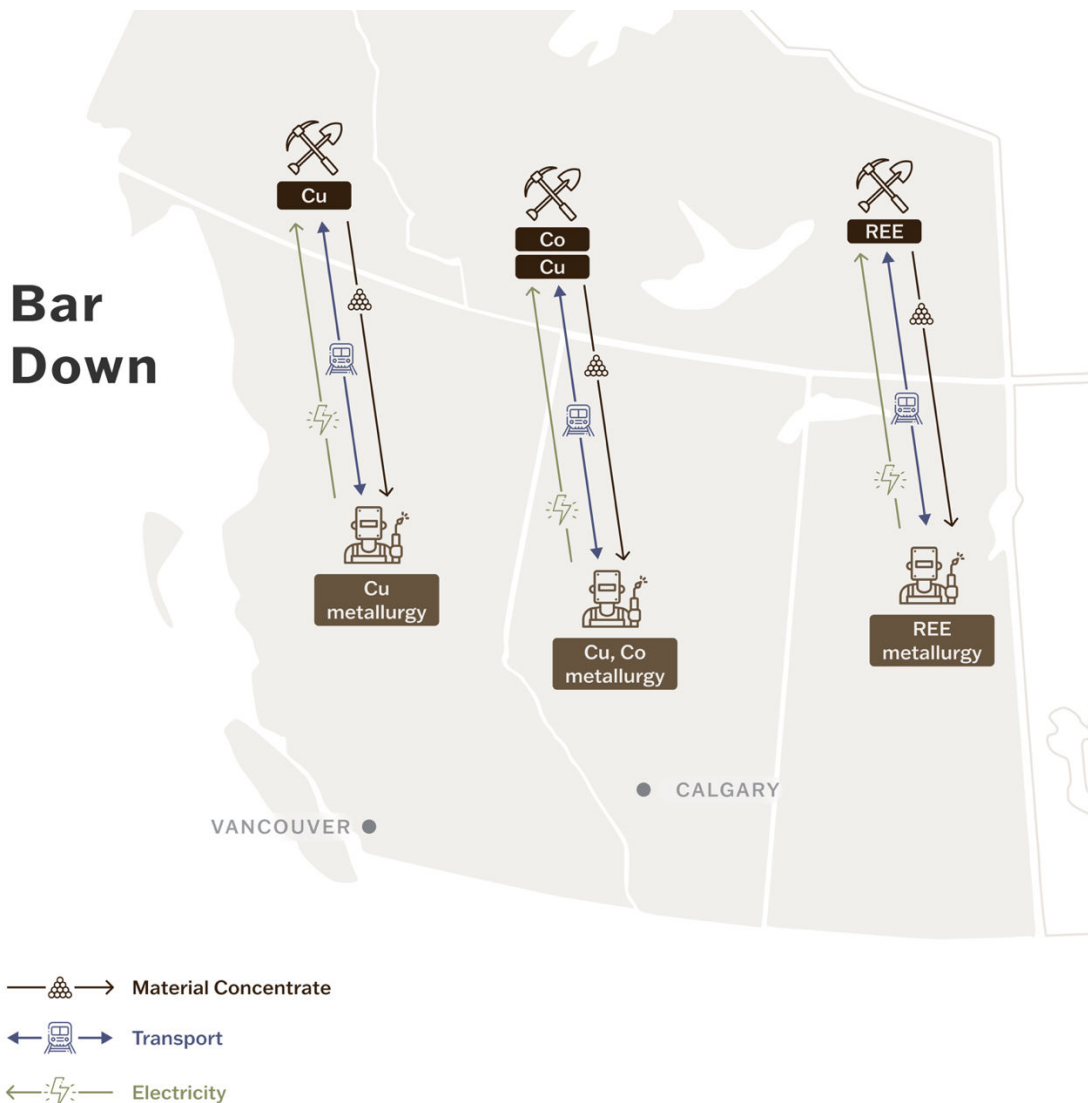 Bar
Down
Cu
Co
Cu
REE
Cu
metallurgy
Cu, Co
metallurgy
REE
metallurgy
CALGARY
VANCOUVER
Material Concentrate
Transport
Electricity